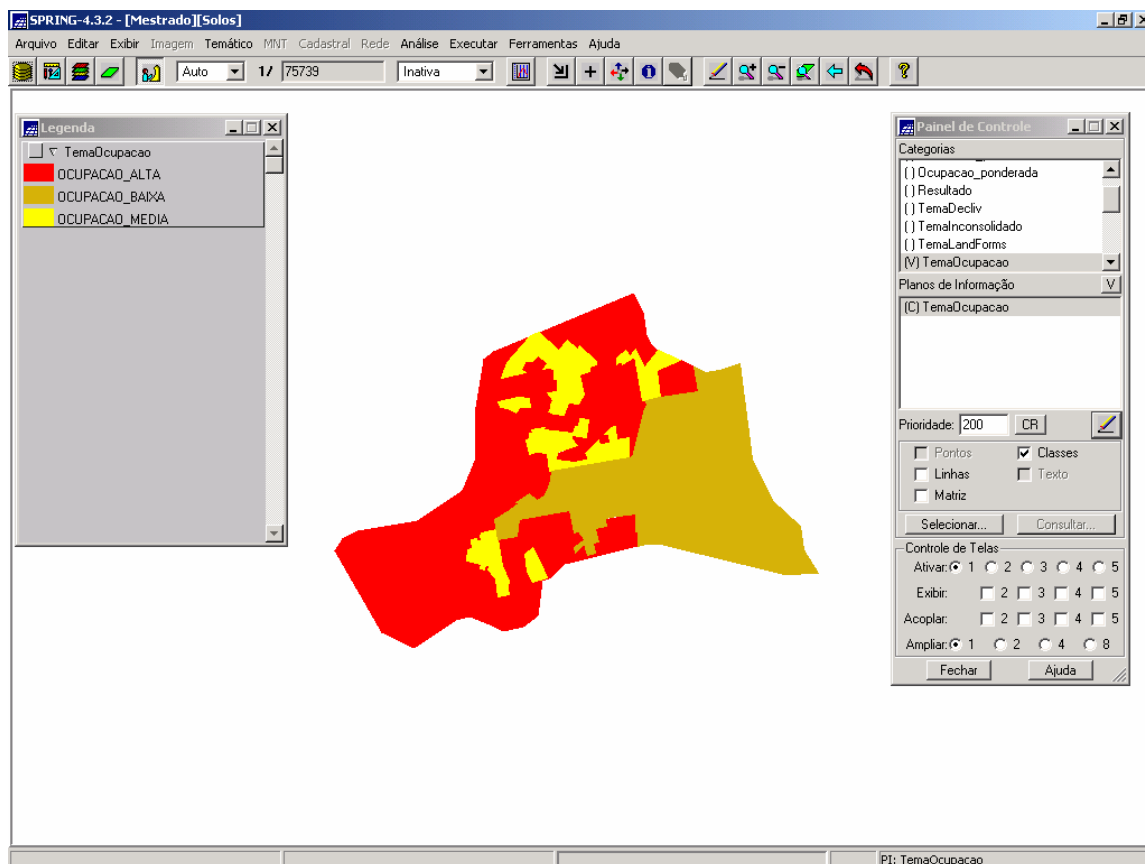 SPRING-4.3.2 - [Mestrado][Solos]
Arquivo Editar Exibir Imagem Temático MNT Cadastral Rede Análise Executar Ferramentas Ajuda
Auto 1/ 75739 Inativa
Legenda
TemaOcupacao
OCUPACAO_ALTA
OCUPACAO_BAIXA
OCUPACAO_MEDIA
Painel de Controle
Categorias
( ) Ocupacao_ponderada
( ) Resultado
( ) TemaDecliv
( ) TemaInconsolidado
( ) TemaLandForms
(V) TemaOcupacao
Planos de Informação V
(C) TemaOcupacao
Prioridade: 200 CR
Pontos Classes
Linhas Texto
Matriz
Selecionar... Consultar...
Controle de Telas
Ativar: 1 2 3 4 5
Exibir: 2 3 4 5
Acoplar: 2 3 4 5
Ampliar: 1 2 4 8
Fechar Ajuda
PI: TemaOcupacao